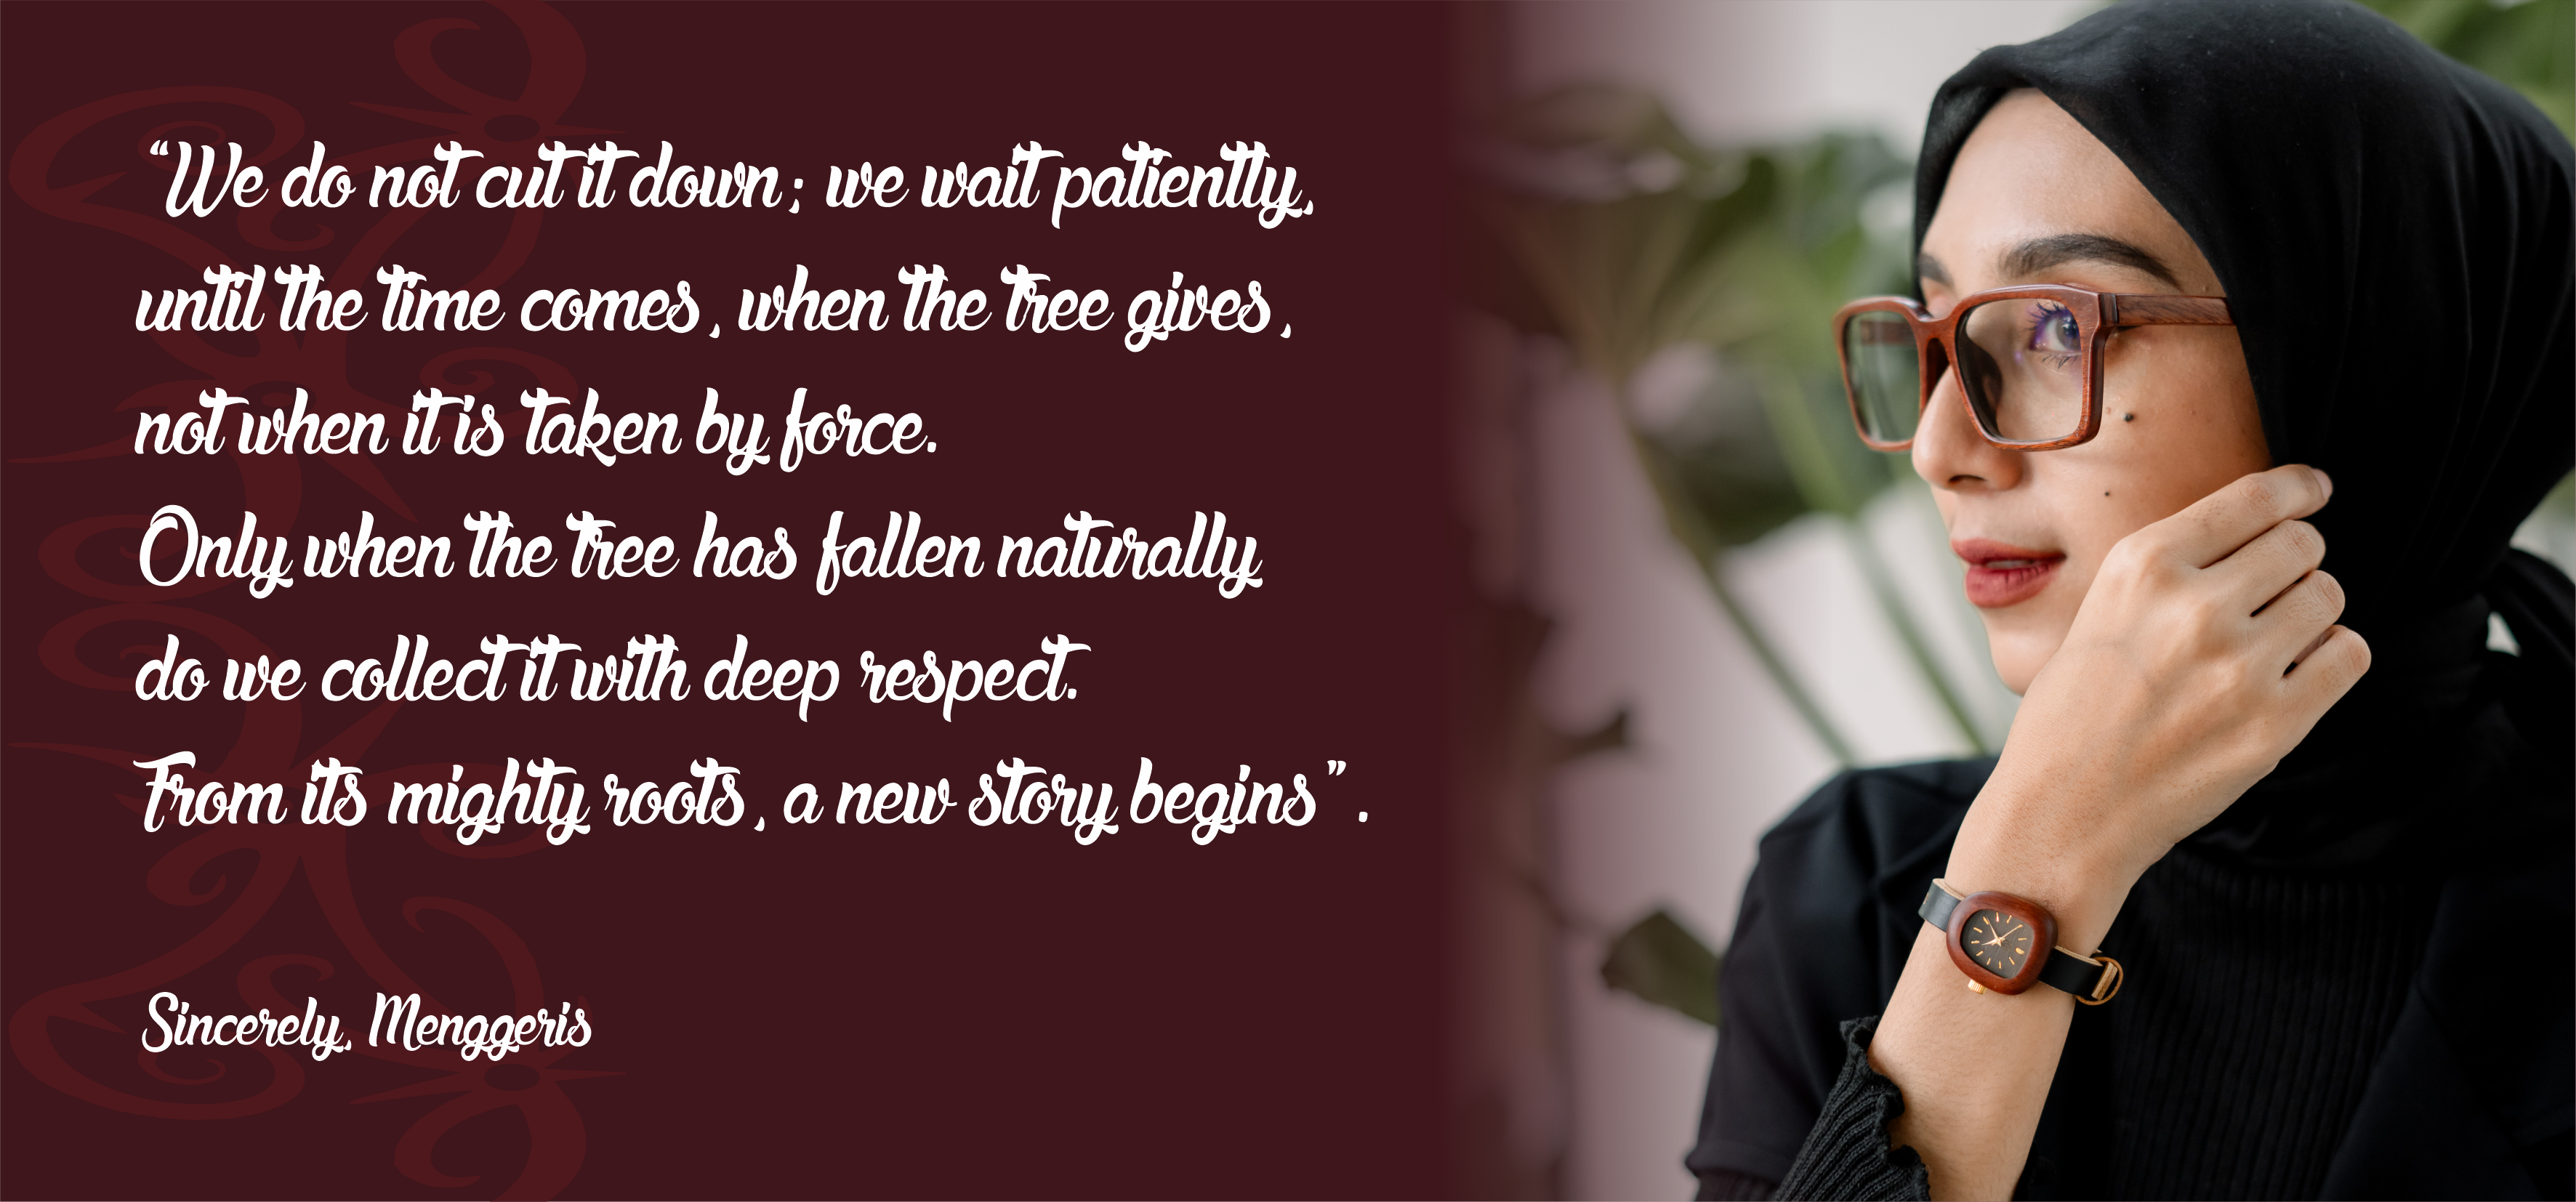 “We do not cut it down; we wait patiently,
until the time comes, when the tree gives,
not when it is taken by force.
Only when the tree has fallen naturally
do we collect it with deep respect.
From its mighty roots, a new story begins”.
Sincerely, Menggeris